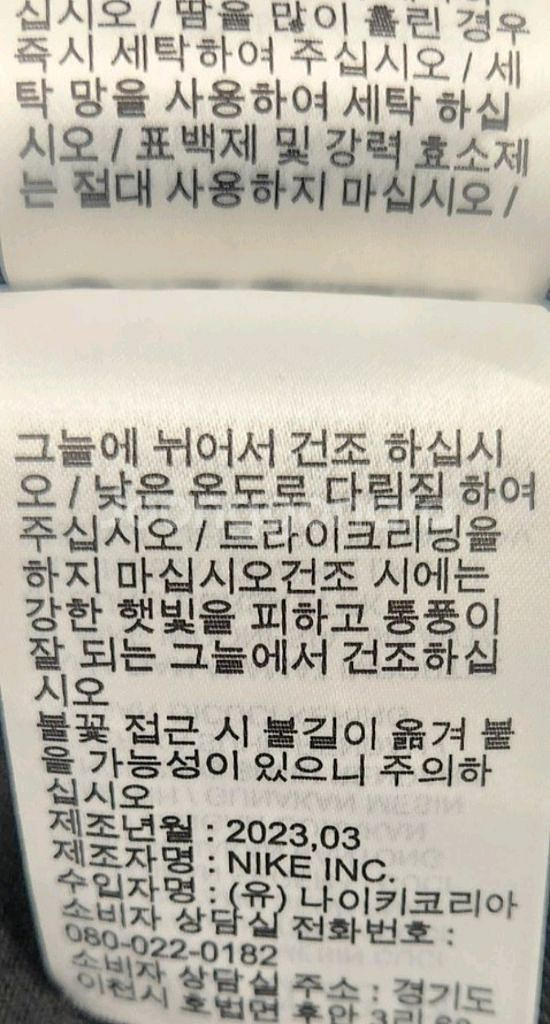 십시오 / 땀을 많이 흘린 경우
즉시 세탁하여 주십시오 / 세
탁 망을 사용하여 세탁 하십
시오 / 표백제 및 강력 효소제
는 절대 사용하지 마십시오 /
그늘에 뉘어서 건조 하십시
오 / 낮은 온도로 다림질 하여
주십시오 / 드라이크리닝을
하지 마십시오건조 시에는
강한 햇빛을 피하고 통풍이
잘 되는 그늘에서 건조하십
시오
불꽃 접근 시 불길이 옮겨 붙
을 가능성이 있으니 주의하
십시오
제조년월 : 2023,03
제조자명 : NIKE INC.
수입자명 : (유) 나이키코리아
소비자 상담실 전화번호 :
080-022-0182
소비자 상담실 주소 : 경기도
이천시 호법면 후안 3리